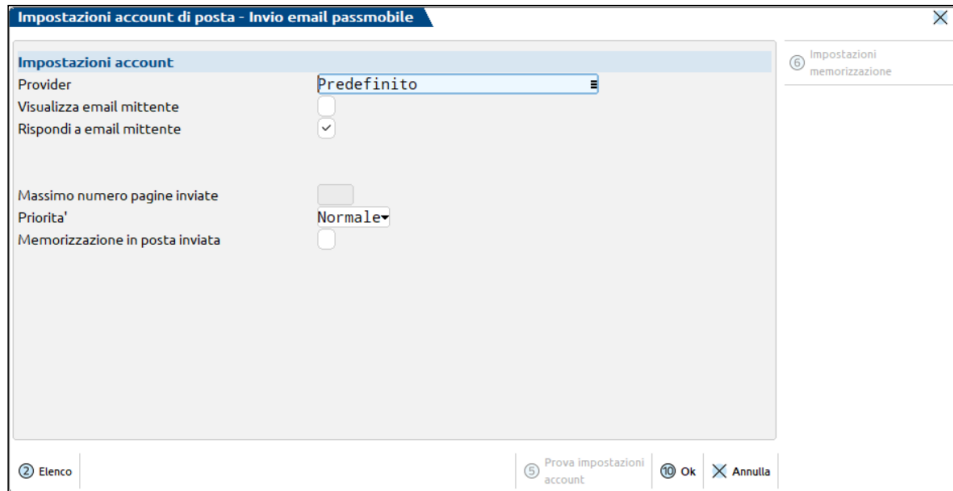 Impostazioni account di posta - Invio email passmobile
Impostazioni account
Provider Predefinito
Visualizza email mittente
Rispondi a email mittente
Massimo numero pagine inviate
Priorita' Normale
Memorizzazione in posta inviata
6 Impostazioni
memorizzazione
2 Elenco
5 Prova impostazioni
account
10 Ok
Annulla